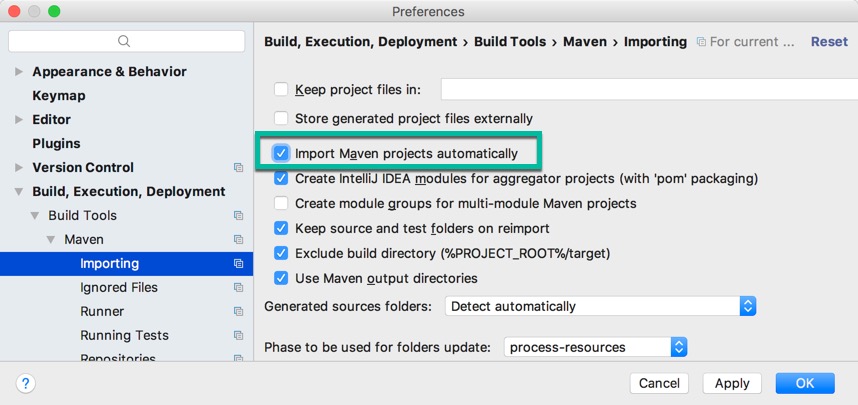 Preferences
Build, Execution, Deployment › Build Tools › Maven › Importing For current ... Reset
Appearance & Behavior
Keymap
Editor
Plugins
Version Control
Build, Execution, Deployment
Build Tools
Maven
Importing
Ignored Files
Runner
Running Tests
Repositories
Keep project files in:
Store generated project files externally
Import Maven projects automatically
Create IntelliJ IDEA modules for aggregator projects (with 'pom' packaging)
Create module groups for multi-module Maven projects
Keep source and test folders on reimport
Exclude build directory (%PROJECT_ROOT%/target)
Use Maven output directories
Generated sources folders: Detect automatically
Phase to be used for folders update: process-resources
? Cancel Apply OK